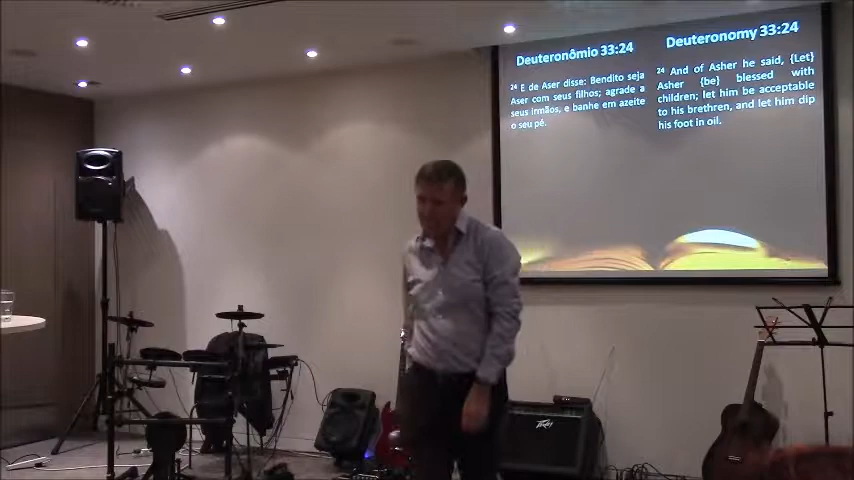 Deuteronômio 33:24
24 E de Aser disse: Bendito seja
Aser com seus filhos; agrade a
seus irmãos, e banhe em azeite
o seu pé.
Deuteronomy 33:24
24 And of Asher he said, {Let}
Asher {be} blessed with
children; let him be acceptable
to his brethren, and let him dip
his foot in oil.
Peavey